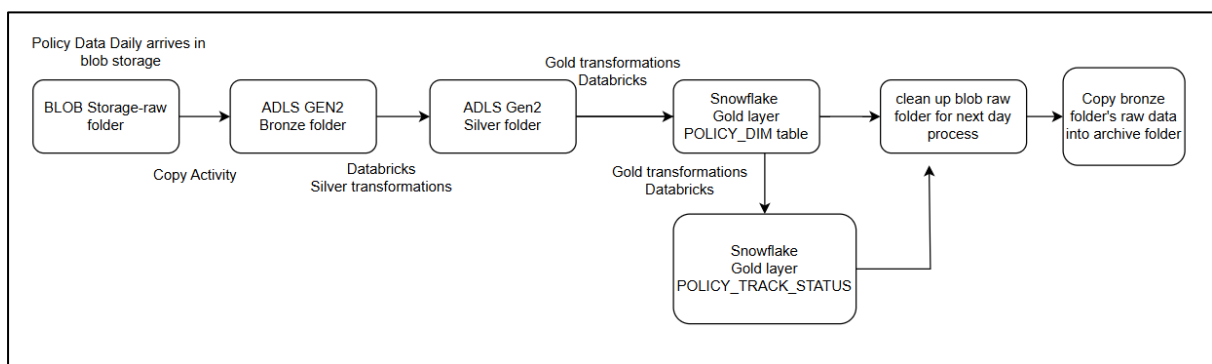 Policy Data Daily arrives in
blob storage
BLOB Storage-raw
folder
Copy Activity
ADLS GEN2
Bronze folder
Databricks
Silver transformations
ADLS Gen2
Silver folder
Gold transformations
Databricks
Snowflake
Gold layer
POLICY_DIM table
Gold transformations
Databricks
Snowflake
Gold layer
POLICY_TRACK_STATUS
clean up blob raw
folder for next day
process
Copy bronze
folder's raw data
into archive folder